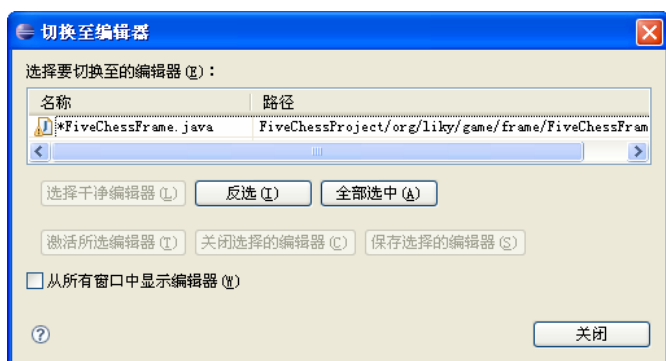 切换至编辑器
选择要切换至的编辑器(E)：
名称 路径
*FiveChessFrame.java FiveChessProject/org/liky/game/frame/FiveChessFram
选择干净编辑器(L) 反选(I) 全部选中(A)
激活所选编辑器(T) 关闭选择的编辑器(C) 保存选择的编辑器(S)
从所有窗口中显示编辑器(W)
关闭